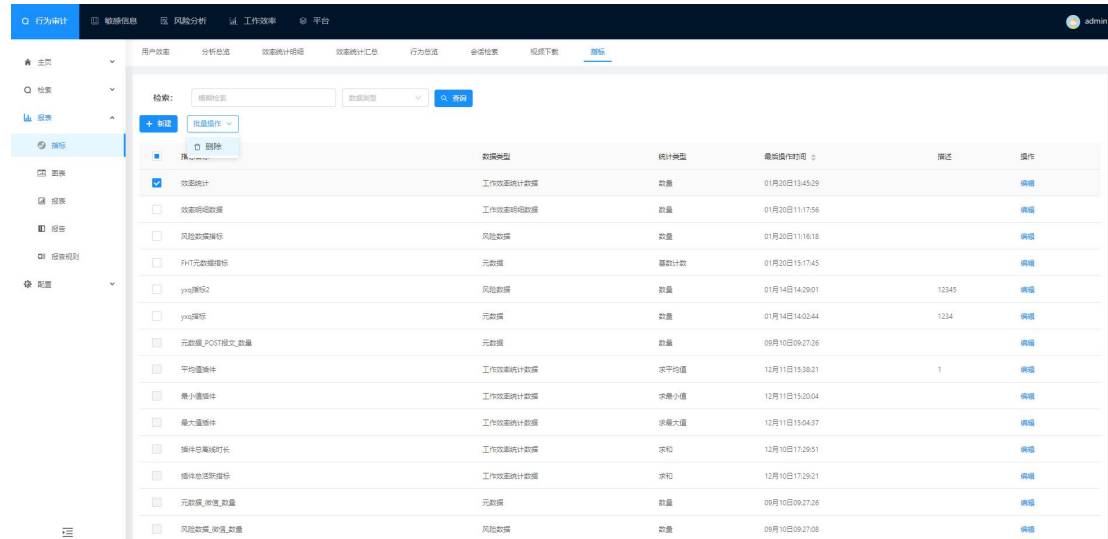 行为审计 敏感信息 风险分析 工作效率 平台 admin
用户效率 分析总览 效率统计明细 效率统计汇总 行为总览 会话检索 视频下载 指标
主页
检索
报表
指标
图表
报表
报告
报告规则
配置
检索: 模糊检索 数据类型 查询
+ 新建 批量操作
删除
数据类型 统计类型 最后操作时间 描述 操作
效率统计 工作效率统计数据 数量 01月20日13:45:29 编辑
效率明细数据 工作效率明细数据 数量 01月20日11:17:56 编辑
风险数据指标 风险数据 数量 01月20日11:16:18 编辑
FHT元数据指标 元数据 基数计数 01月20日15:17:45 编辑
yxq指标2 风险数据 数量 01月14日14:29:01 12345 编辑
yxq指标 元数据 数量 01月14日14:02:44 1234 编辑
元数据_POST报文_数量 元数据 数量 09月10日09:27:26 编辑
平均值插件 工作效率统计数据 求平均值 12月11日15:38:21 1 编辑
最小值插件 工作效率统计数据 求最小值 12月11日15:20:04 编辑
最大值插件 工作效率统计数据 求最大值 12月11日15:04:37 编辑
插件总离线时长 工作效率统计数据 求和 12月10日17:29:51 编辑
插件总活跃指标 工作效率统计数据 求和 12月10日17:29:21 编辑
元数据_微信_数量 元数据 数量 09月10日09:27:26 编辑
风险数据_微信_数量 风险数据 数量 09月10日09:27:08 编辑